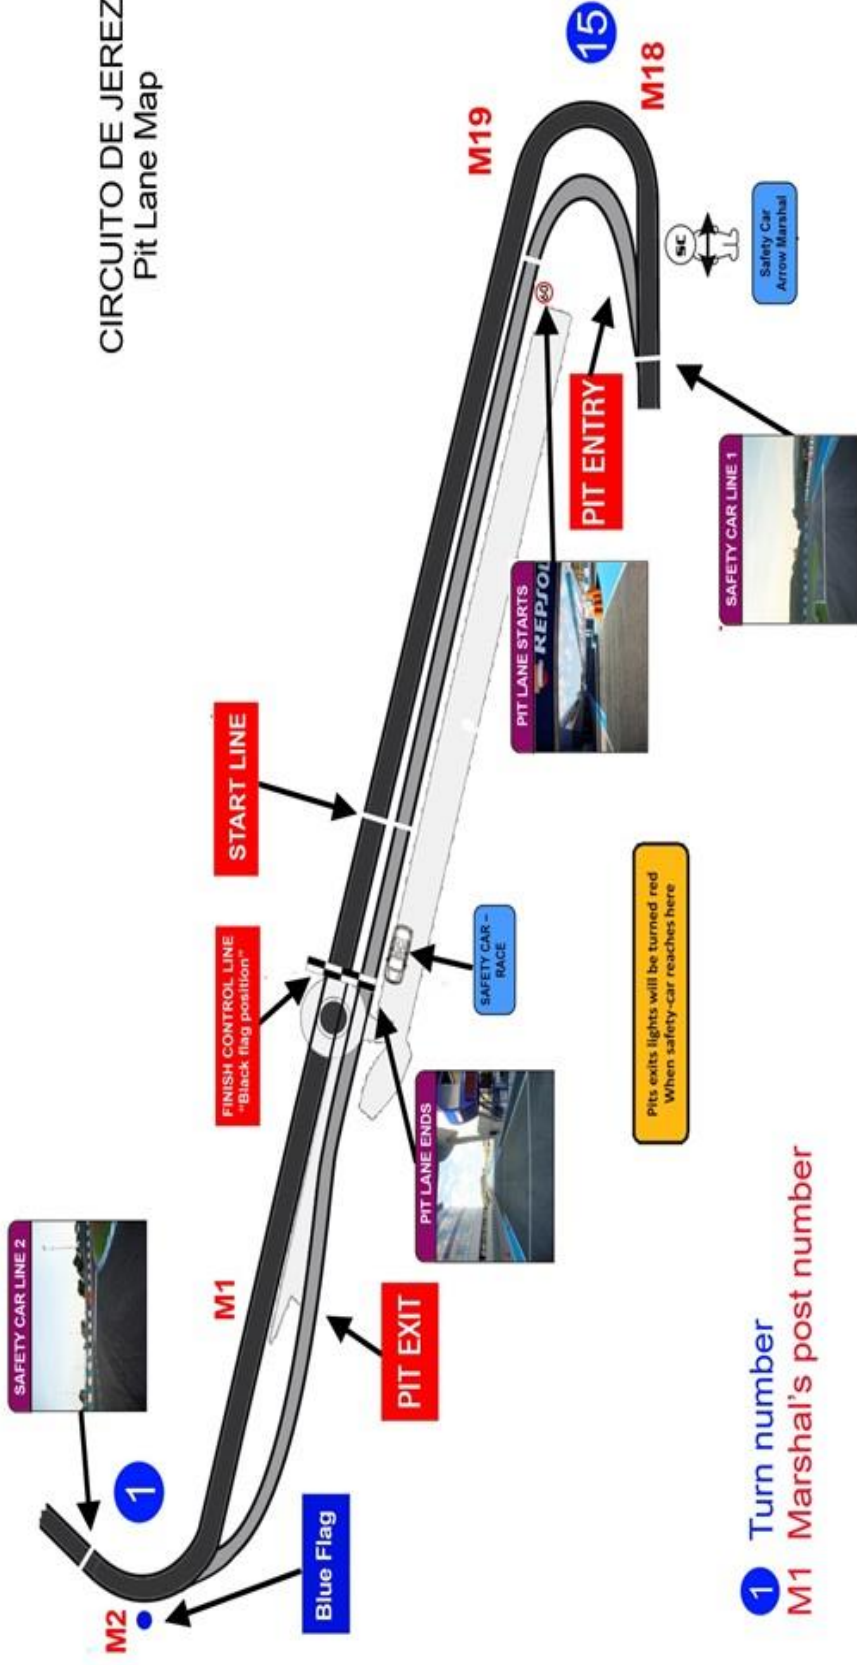 CIRCUITO DE JEREZ
Pit Lane Map
SAFETY CAR LINE 2
1
M2
Blue Flag
M1
PIT EXIT
FINISH CONTROL LINE
"Black flag position"
PIT LANE ENDS
START LINE
SAFETY CAR –
RACE
PIT LANE STARTS
REPSOL
60
PIT ENTRY
M19
15
M18
SC
Safety Car
Arrow Marshal
SAFETY CAR LINE 1
Pits exits lights will be turned red
When safety-car reaches here
1 Turn number
M1 Marshal's post number